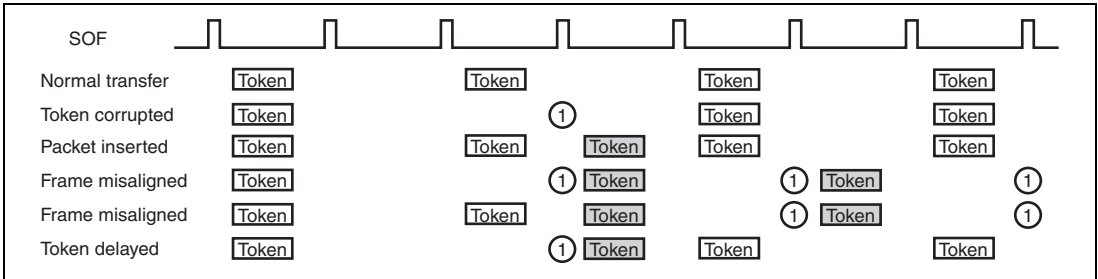 SOF
Normal transfer Token Token Token Token
Token corrupted Token 1 Token Token
Packet inserted Token Token Token Token Token
Frame misaligned Token 1 Token 1 Token 1
Frame misaligned Token Token Token 1 Token 1
Token delayed Token 1 Token Token Token